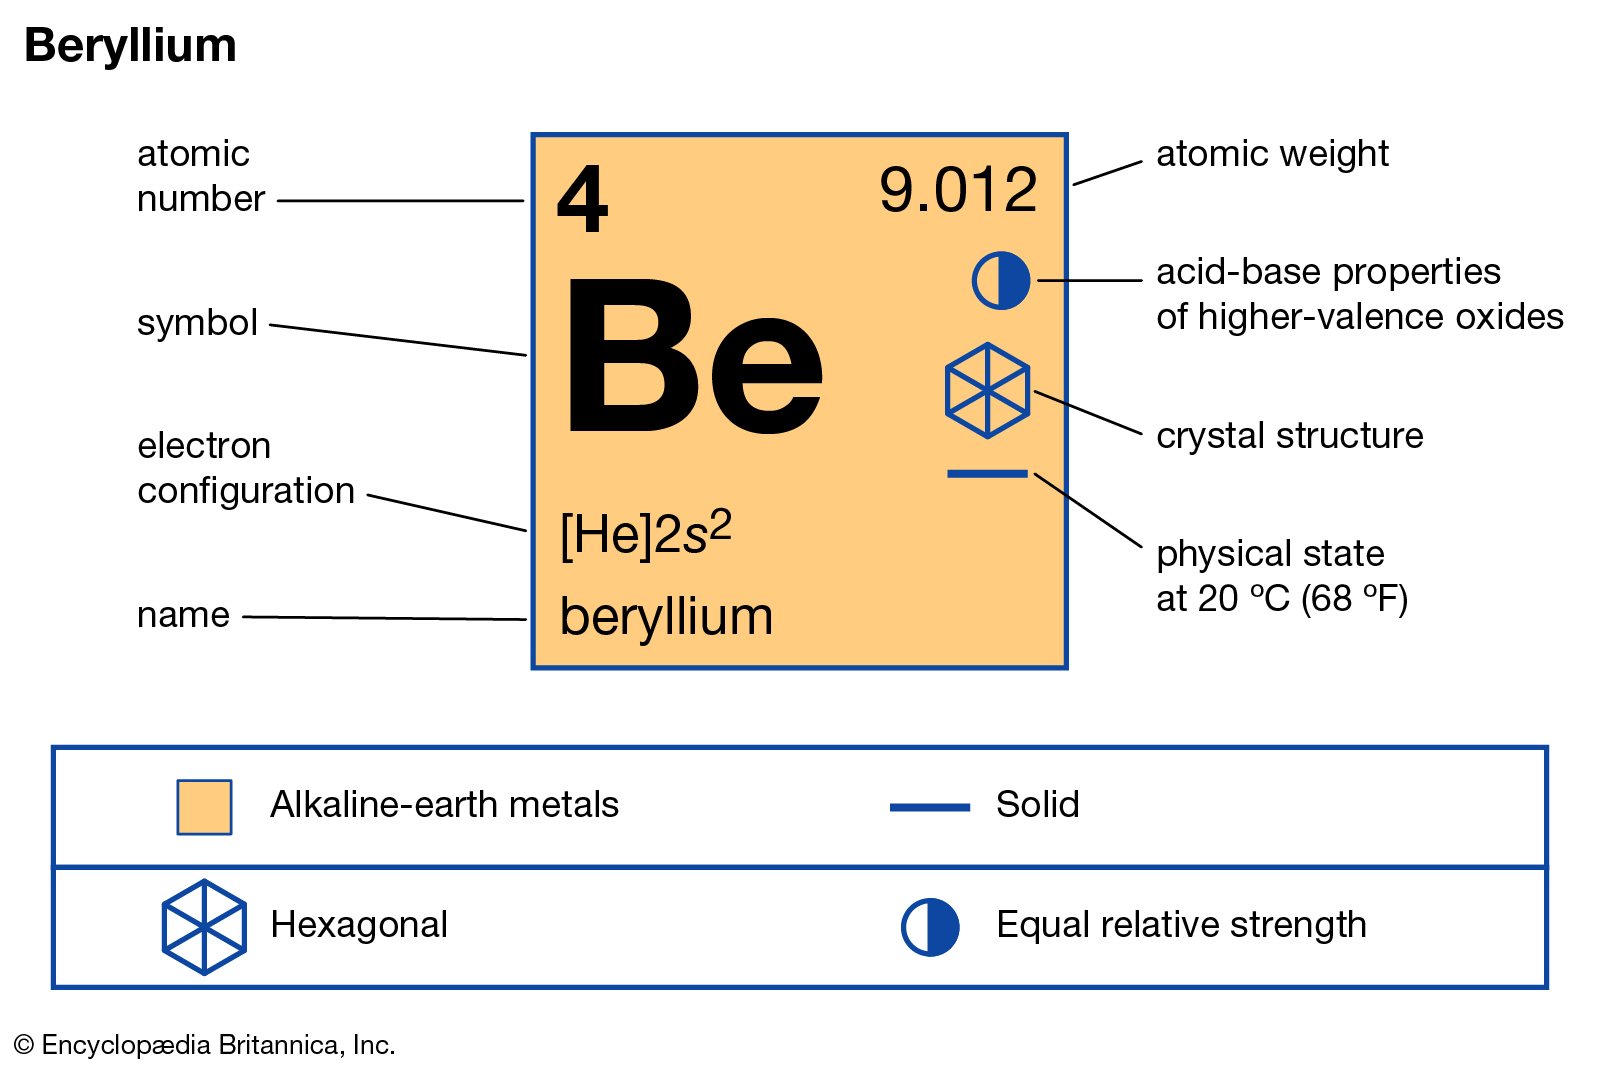 Beryllium
atomic
number
symbol
electron
configuration
name
4
9.012
Be
[He]2s²
beryllium
atomic weight
acid-base properties
of higher-valence oxides
crystal structure
physical state
at 20 ºC (68 ºF)
Alkaline-earth metals
Solid
Hexagonal
Equal relative strength
© Encyclopædia Britannica, Inc.